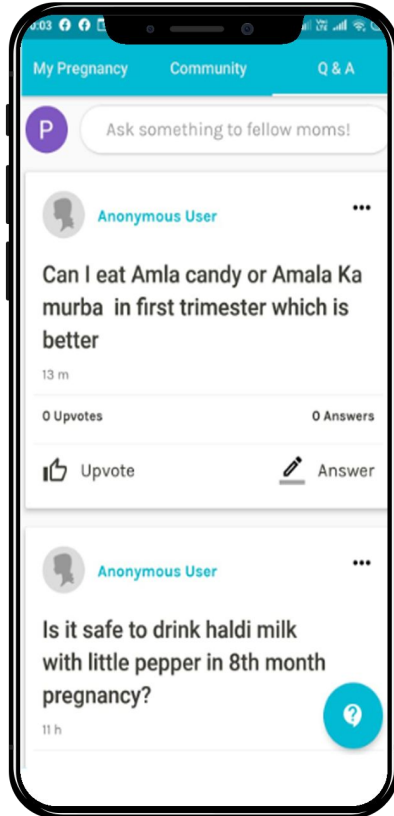 :03
My Pregnancy Community Q & A
P Ask something to fellow moms!
Anonymous User
Can I eat Amla candy or Amala Ka
murba in first trimester which is
better
13 m
0 Upvotes 0 Answers
Upvote Answer
Anonymous User
Is it safe to drink haldi milk
with little pepper in 8th month
pregnancy?
11 h